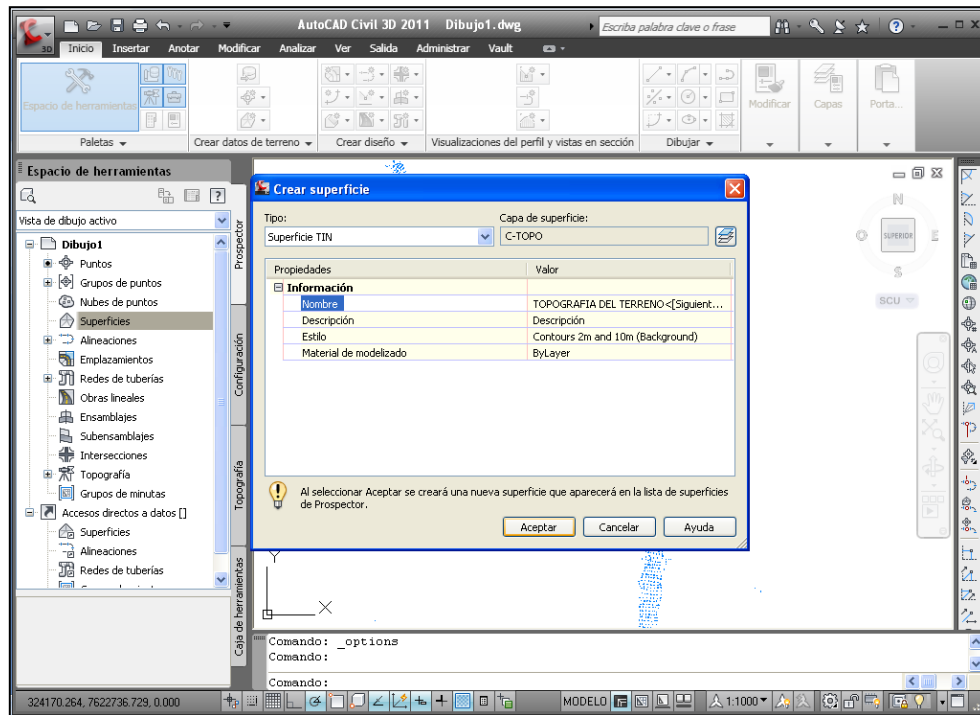 AutoCAD Civil 3D 2011 Dibujo1.dwg
Escriba palabra clave o frase
3D
Inicio Insertar Anotar Modificar Analizar Ver Salida Administrar Vault
Espacio de herramientas
Modificar
Capas
Porta...
Paletas
Crear datos de terreno
Crear diseño
Visualizaciones del perfil y vistas en sección
Dibujar
Espacio de herramientas
Vista de dibujo activo
Dibujo1
Puntos
Grupos de puntos
Nubes de puntos
Superficies
Alineaciones
Emplazamientos
Redes de tuberías
Obras lineales
Ensamblajes
Subensamblajes
Intersecciones
Topografía
Grupos de minutas
Accesos directos a datos []
Superficies
Alineaciones
Redes de tuberías
Prospector
Configuración
Topografía
Caja de herramientas
Crear superficie
Tipo:
Superficie TIN
Capa de superficie:
C-TOPO
Propiedades Valor
Información
Nombre TOPOGRAFIA DEL TERRENO<[Siguient...
Descripción Descripción
Estilo Contours 2m and 10m (Background)
Material de modelizado ByLayer
Al seleccionar Aceptar se creará una nueva superficie que aparecerá en la lista de superficies
de Prospector.
Aceptar Cancelar Ayuda
N
SUPERIOR
E
S
O
SCU
Y
X
Comando: _options
Comando:
Comando:
324170.264, 7622736.729, 0.000
MODELO
1:1000